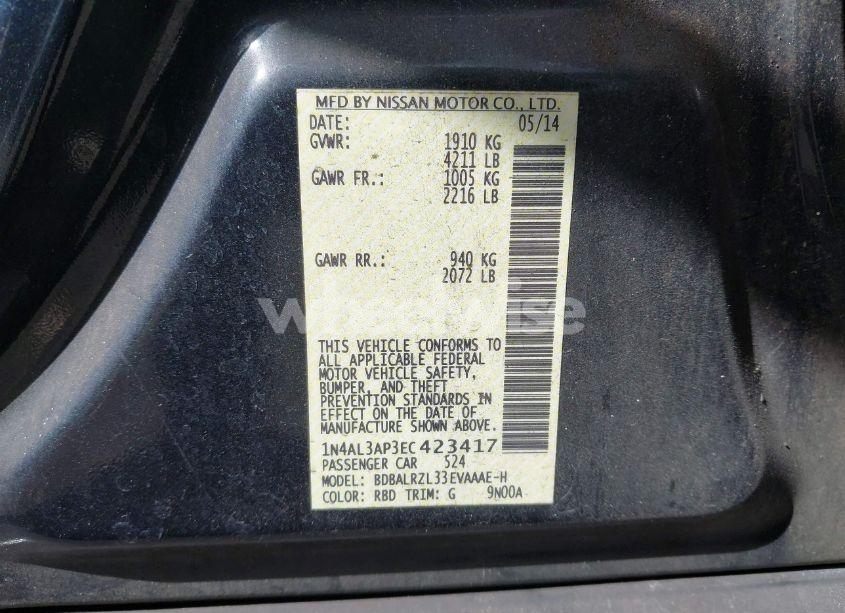 MFD BY NISSAN MOTOR CO., LTD.
DATE: 05/14
GVWR: 1910 KG
4211 LB
GAWR FR.: 1005 KG
2216 LB
GAWR RR.: 940 KG
2072 LB
wheelwise
THIS VEHICLE CONFORMS TO
ALL APPLICABLE FEDERAL
MOTOR VEHICLE SAFETY,
BUMPER, AND THEFT
PREVENTION STANDARDS IN
EFFECT ON THE DATE OF
MANUFACTURE SHOWN ABOVE.
1N4AL3AP3EC423417
PASSENGER CAR 524
MODEL: BDBALRZL33EVAAAE-H
COLOR: RBD TRIM: G 9N00A